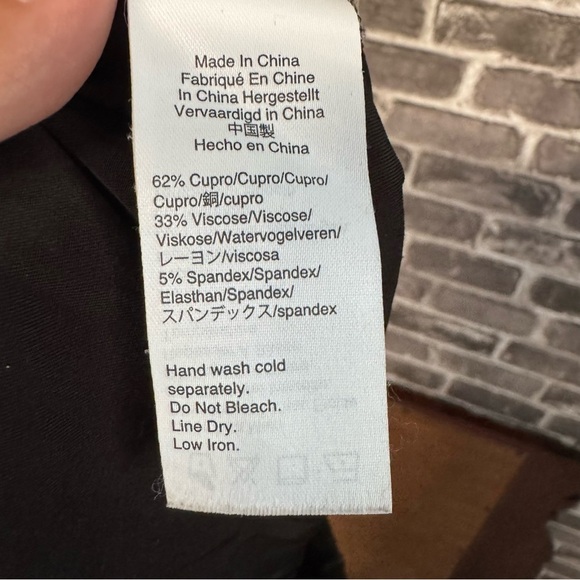 Made In China
Fabriqué En Chine
In China Hergestellt
Vervaardigd in China
中国製
Hecho en China
62% Cupro/Cupro/Cupro/
Cupro/銅/cupro
33% Viscose/Viscose/
Viskose/Watervogelveren/
レーヨン/viscosa
5% Spandex/Spandex/
Elasthan/Spandex/
スパンデックス/spandex
Hand wash cold
separately.
Do Not Bleach.
Line Dry.
Low Iron.